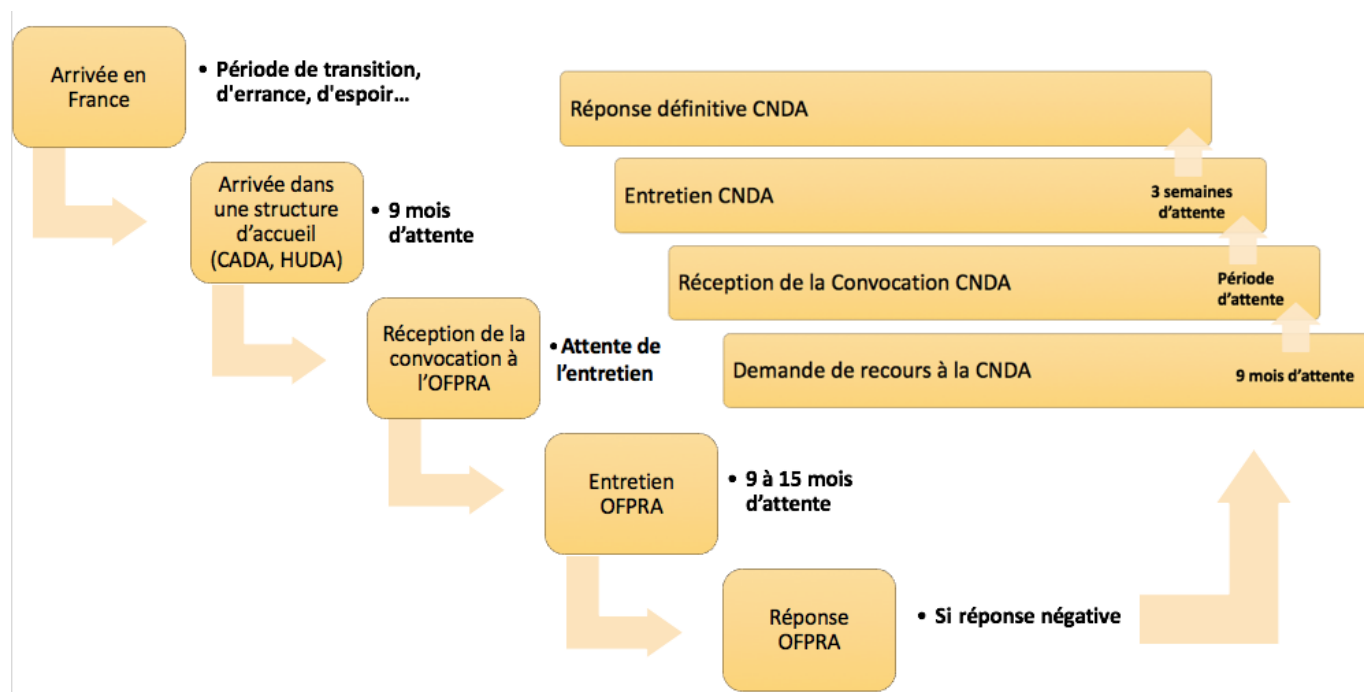 Arrivée en
France
• Période de transition,
d'errance, d'espoir...
Arrivée dans
une structure
d'accueil
(CADA, HUDA)
• 9 mois
d'attente
Réception de la
convocation à
l'OFPRA
• Attente de
l'entretien
Entretien
OFPRA
• 9 à 15 mois
d'attente
Réponse
OFPRA
• Si réponse négative
Demande de recours à la CNDA
9 mois d'attente
Réception de la Convocation CNDA
Période
d'attente
Entretien CNDA
3 semaines
d'attente
Réponse définitive CNDA